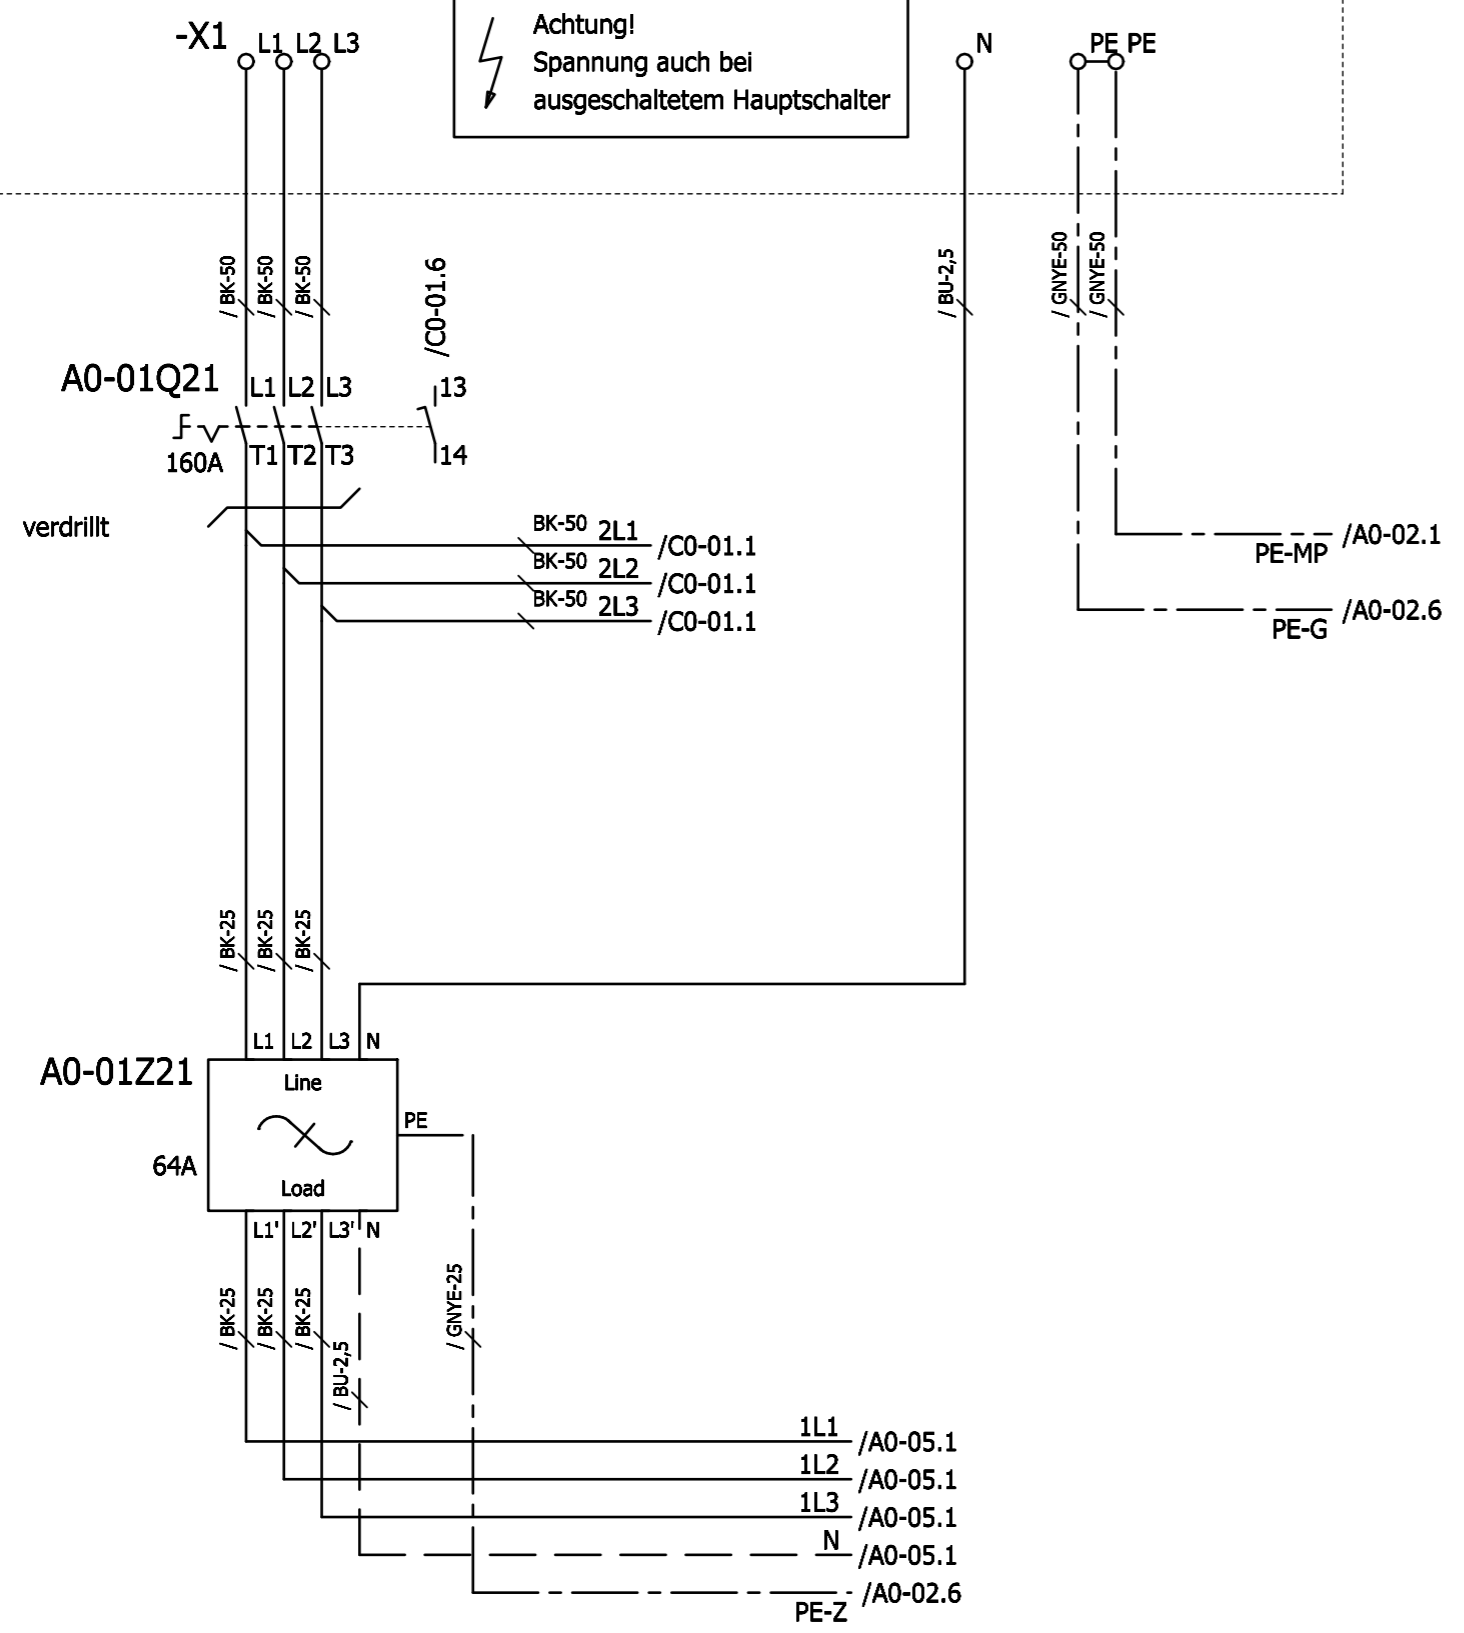 -X1 L1 L2 L3
Achtung!
Spannung auch bei
ausgeschaltetem Hauptschalter
N
PE PE
/ BK-50
/ BK-50
/ BK-50
/C0-01.6
/ BU-2,5
/ GNYE-50
/ GNYE-50
A0-01Q21
L1 L2 L3
13
160A
T1 T2 T3
14
verdrillt
BK-50 2L1 /C0-01.1
BK-50 2L2 /C0-01.1
BK-50 2L3 /C0-01.1
/A0-02.1
PE-MP
/A0-02.6
PE-G
/ BK-25
/ BK-25
/ BK-25
L1 L2 L3 N
A0-01Z21
Line
PE
64A
Load
L1' L2' L3' N
/ BK-25
/ BK-25
/ BK-25
/ BU-2,5
/ GNYE-25
1L1 /A0-05.1
1L2 /A0-05.1
1L3 /A0-05.1
N /A0-05.1
/A0-02.6
PE-Z